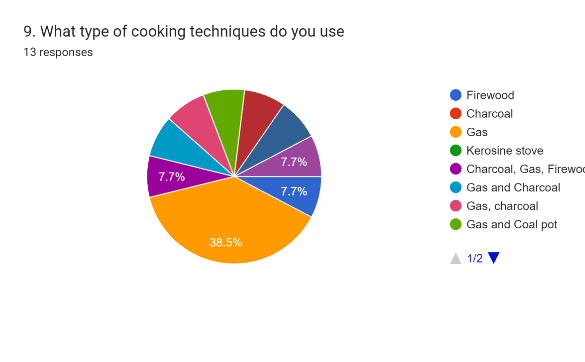 9. What type of cooking techniques do you use
13 responses
Firewood
Charcoal
Gas
Kerosine stove
Charcoal, Gas, Firewoo
Gas and Charcoal
Gas, charcoal
Gas and Coal pot
1/2
7.7%
7.7%
7.7%
38.5%